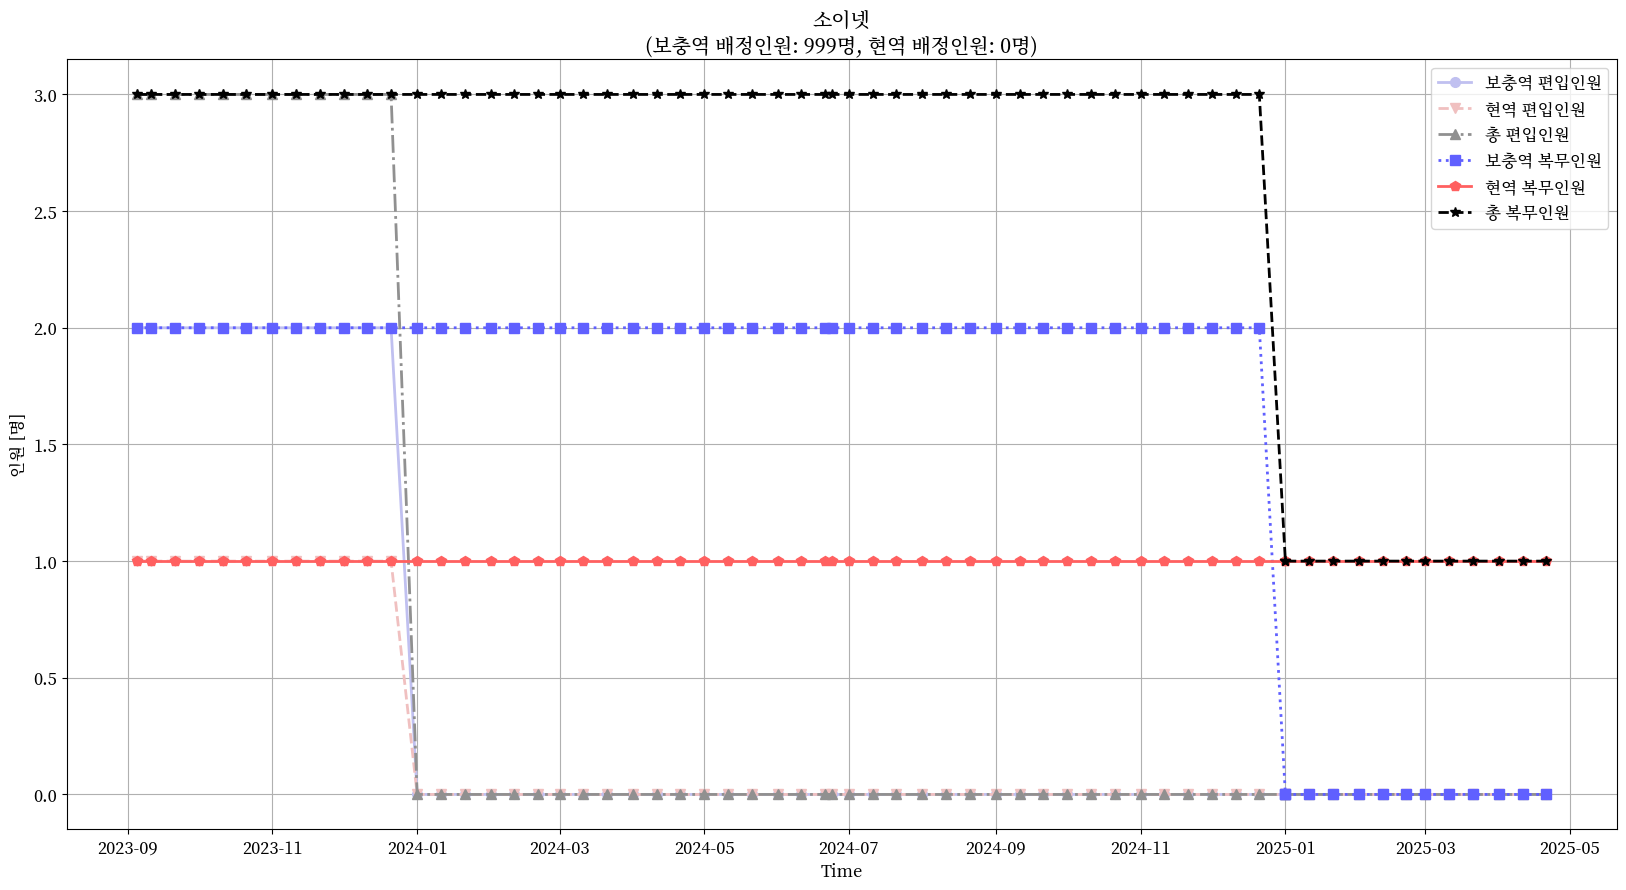 소이넷
(보충역 배정인원: 999명, 현역 배정인원: 0명)
보충역 편입인원
현역 편입인원
총 편입인원
보충역 복무인원
현역 복무인원
총 복무인원
인원 [명]
3.0
2.5
2.0
1.5
1.0
0.5
0.0
2023-09
2023-11
2024-01
2024-03
2024-05
2024-07
2024-09
2024-11
2025-01
2025-03
2025-05
Time